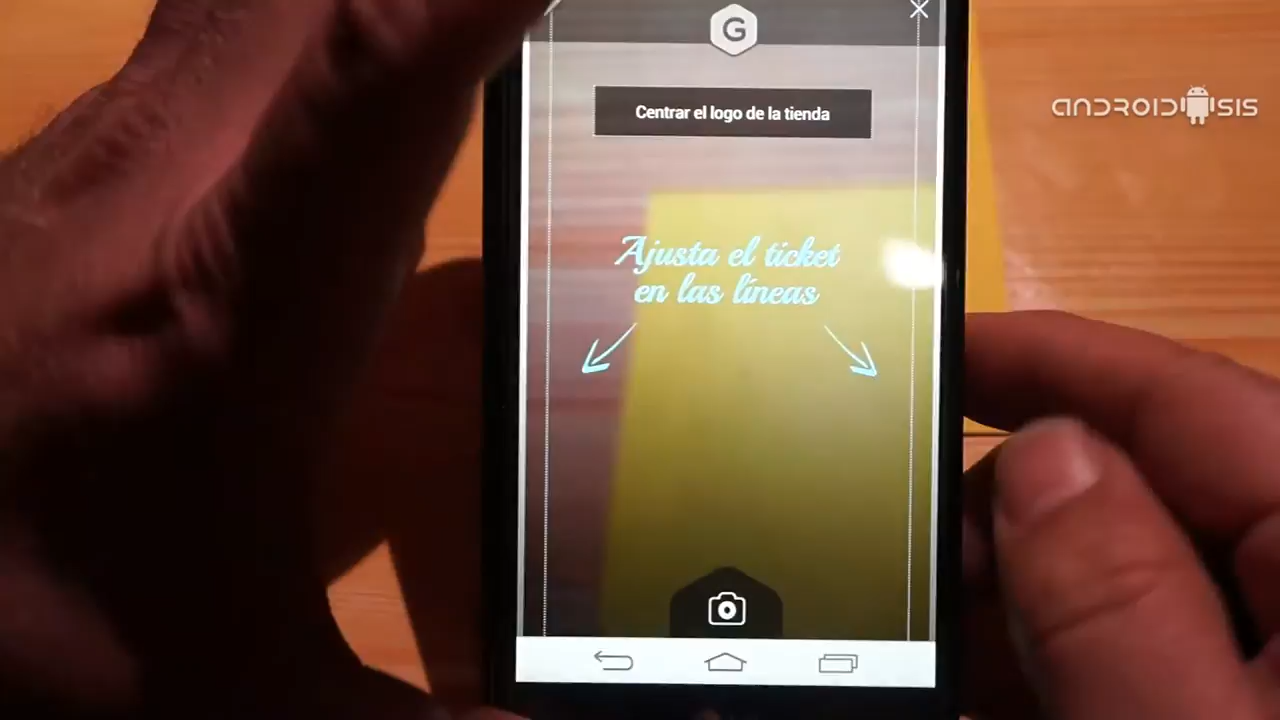 G
Centrar el logo de la tienda
ANDROIDSIS
Ajusta el ticket
en las líneas